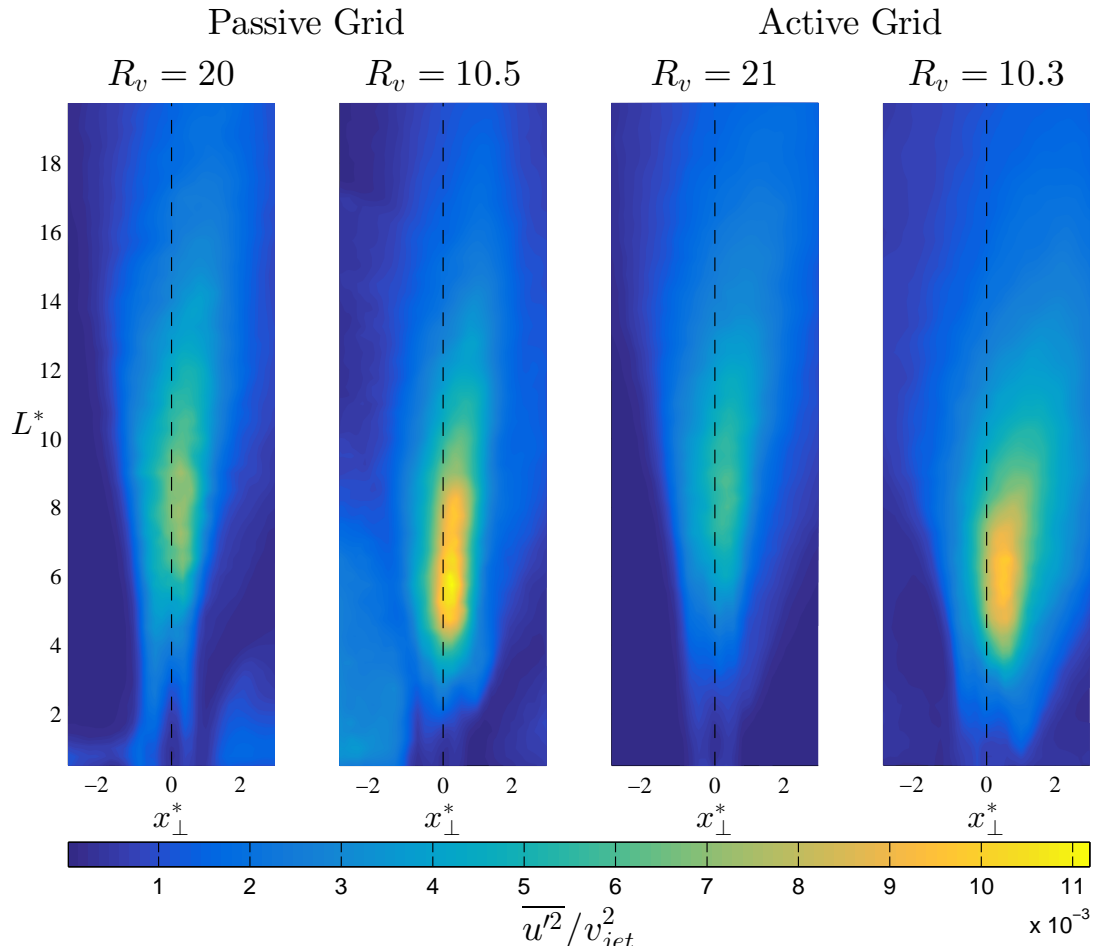 Passive Grid Active Grid
R_v = 20 R_v = 10.5 R_v = 21 R_v = 10.3
18
16
14
12
L*
10
8
6
4
2
−2 0 2 −2 0 2 −2 0 2 −2 0 2
x*⊥ x*⊥ x*⊥ x*⊥
1 2 3 4 5 6 7 8 9 10 11
\overline{u'^2}/v^2_{jet} x 10⁻³